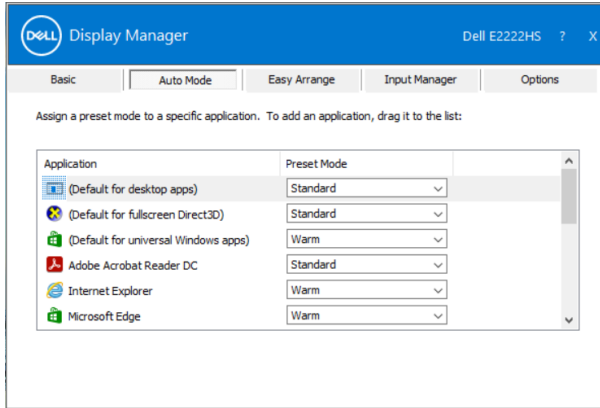 DELL Display Manager Dell E2222HS ? X
Basic Auto Mode Easy Arrange Input Manager Options
Assign a preset mode to a specific application. To add an application, drag it to the list:
Application Preset Mode
(Default for desktop apps) Standard
(Default for fullscreen Direct3D) Standard
(Default for universal Windows apps) Warm
Adobe Acrobat Reader DC Standard
Internet Explorer Warm
Microsoft Edge Warm